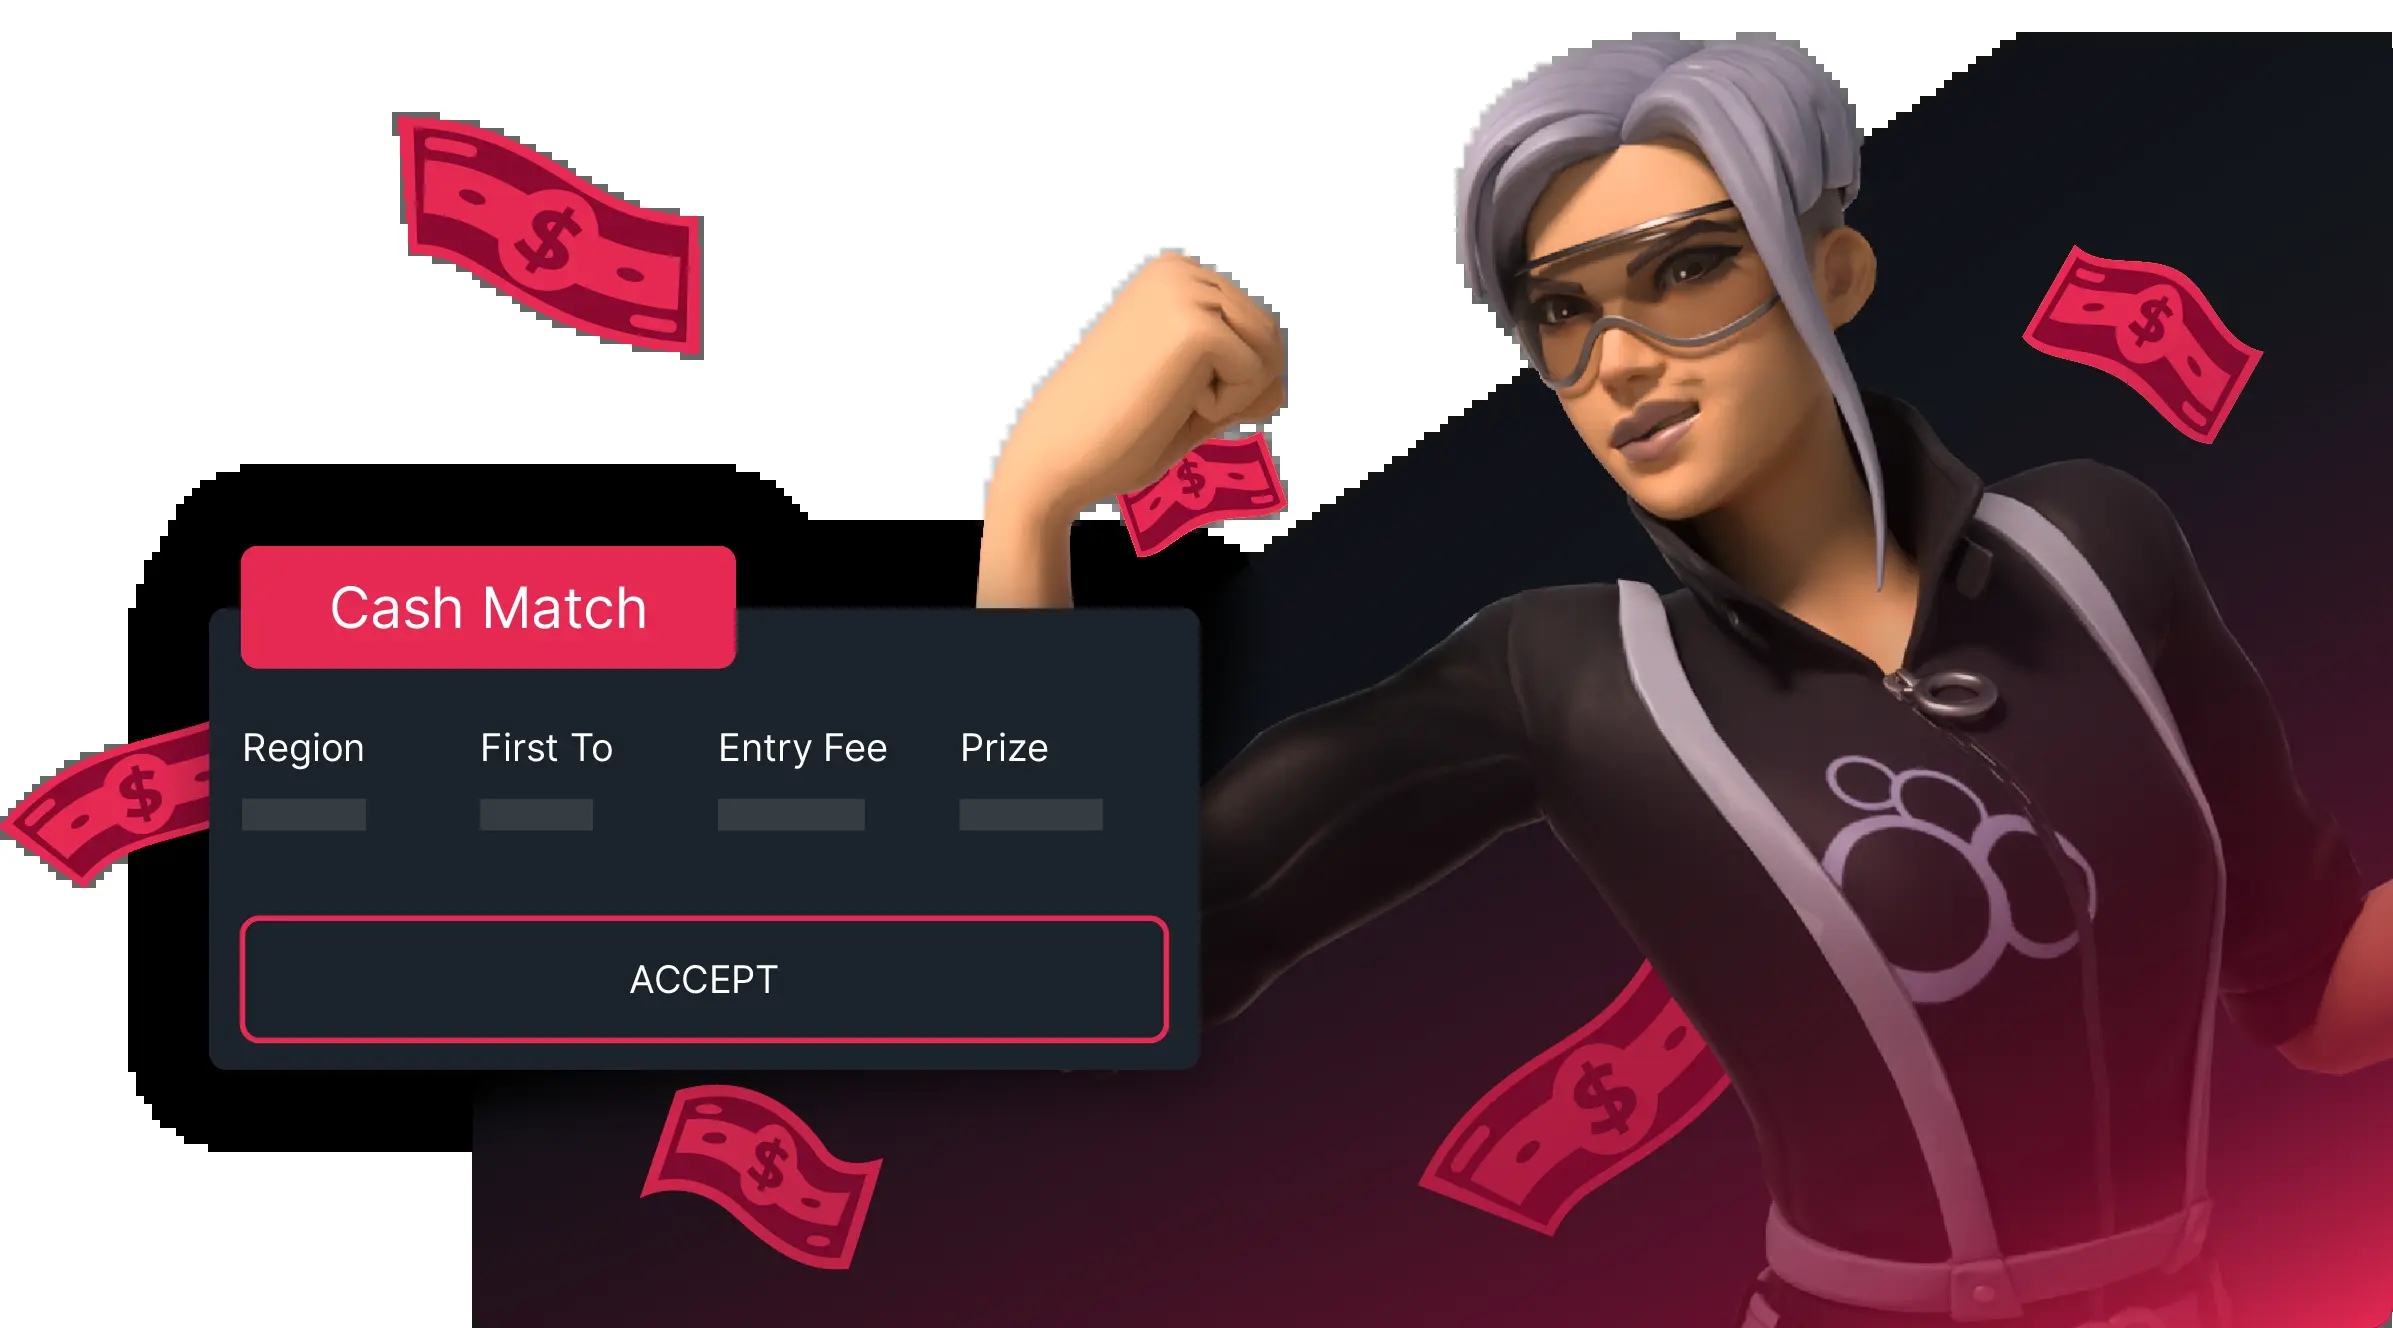 Cash Match
Region First To Entry Fee Prize
ACCEPT
$
$
$
$
$
$